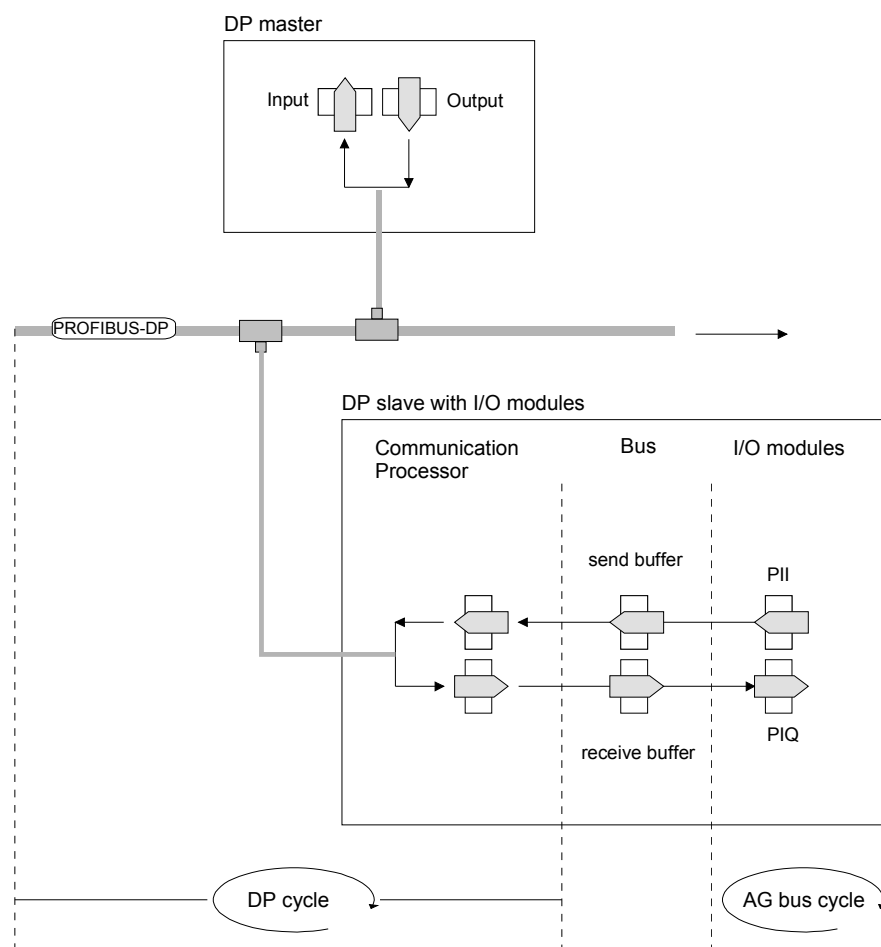 DP master
Input
Output
PROFIBUS-DP
DP slave with I/O modules
Communication
Processor
Bus
I/O modules
send buffer
PII
receive buffer
PIQ
DP cycle
AG bus cycle